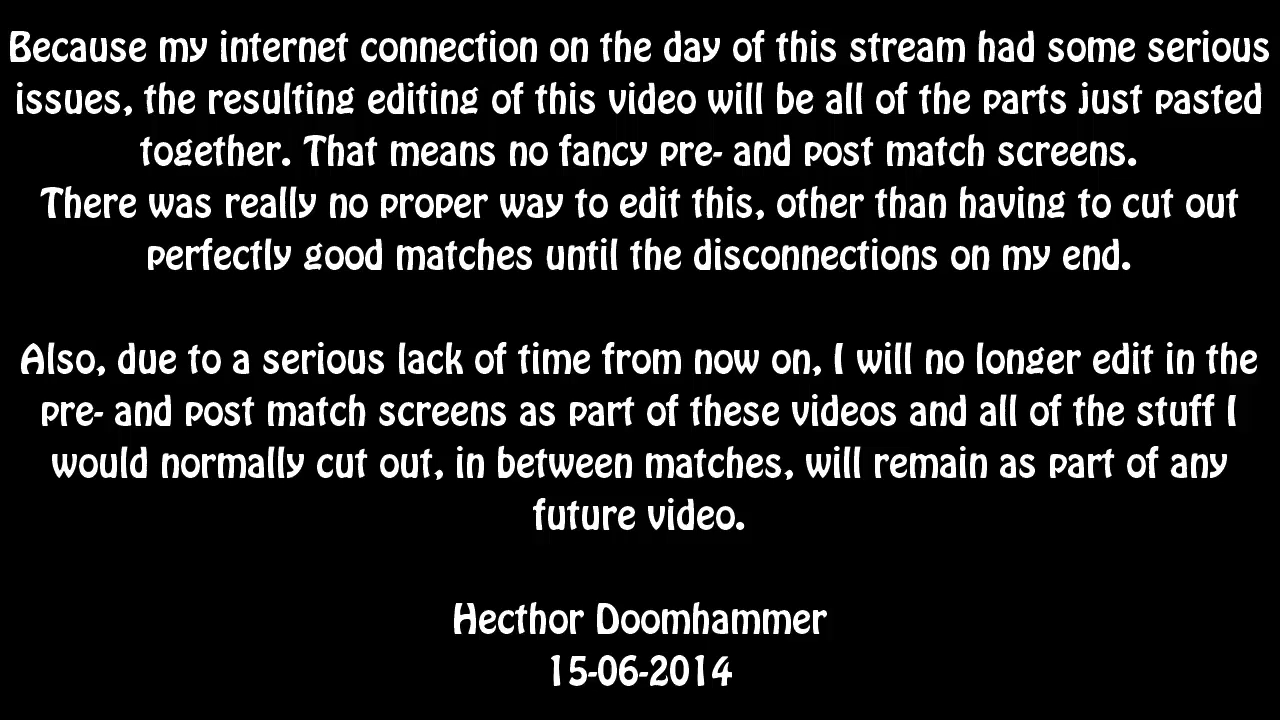 Because my internet connection on the day of this stream had some serious
issues, the resulting editing of this video will be all of the parts just pasted
together. That means no fancy pre- and post match screens.
There was really no proper way to edit this, other than having to cut out
perfectly good matches until the disconnections on my end.
Also, due to a serious lack of time from now on, I will no longer edit in the
pre- and post match screens as part of these videos and all of the stuff I
would normally cut out, in between matches, will remain as part of any
future video.
Hecthor Doomhammer
15-06-2014